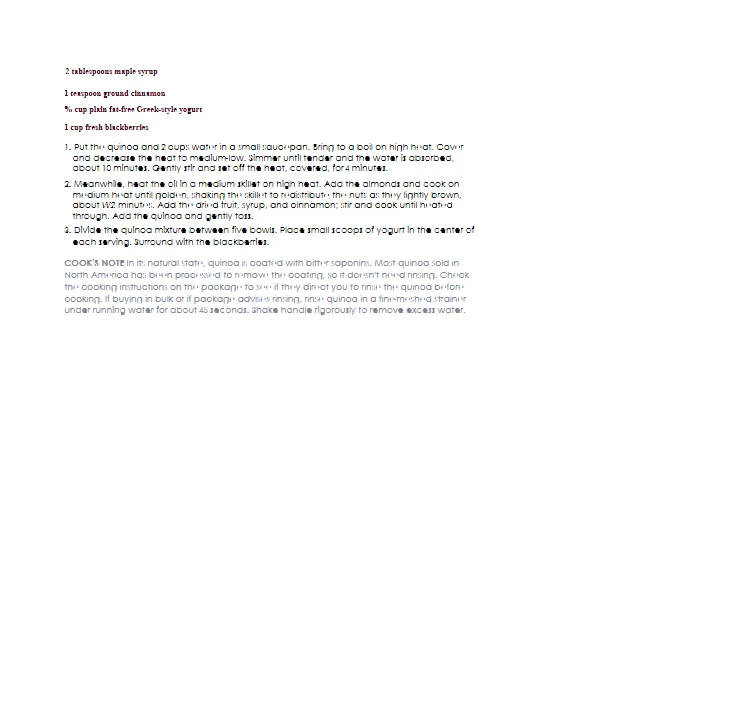 2 tablespoons maple syrup
1 teaspoon ground cinnamon
% cup plain fat-free Greek-style yogurt
1 cup fresh blackberries
1. Put the quinoa and 2 cups water in a small saucepan. Bring to a boil on high heat. Cover
and decrease the heat to medium-low. Simmer until tender and the water is absorbed,
about 10 minutes. Gently stir and set off the heat, covered, for4 minutes.
2. Meanwhile, heat the oil in a medium skillet on high heat. Add the almonds and cook on
medium heat until golden, shaking the skillet to redistribute the nuts as they lightly brown,
about W2 minutes. Add the dried fruit, syrup, and cinnamon; stir and cook until heated
through. Add the quinoa and gently toss.
3. Divide the quinoa mixture between five bowls. Place small scoops of yogurt in the center of
each serving. Surround with the blackberries.
COOK'S NOTE In its natural state, quinoa is coated with bitter saponins. Most quinoa sold in
North America has been processed to remove the coating, so it doesn't need rinsing. Check
the cooking instructions on the package to see if they direct you to rinse the quinoa before
cooking. If buying in bulk or if package advises rinsing, rinse quinoa in a fine-meshed strainer
under running water for about 45 seconds. Shake handle rigorously to remove excess water.